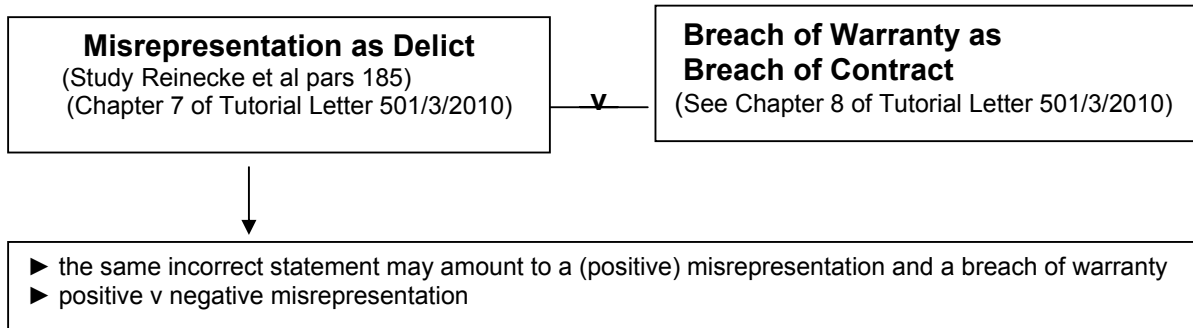 Misrepresentation as Delict
(Study Reinecke et al pars 185)
(Chapter 7 of Tutorial Letter 501/3/2010)
v
Breach of Warranty as
Breach of Contract
(See Chapter 8 of Tutorial Letter 501/3/2010)
► the same incorrect statement may amount to a (positive) misrepresentation and a breach of warranty
► positive v negative misrepresentation